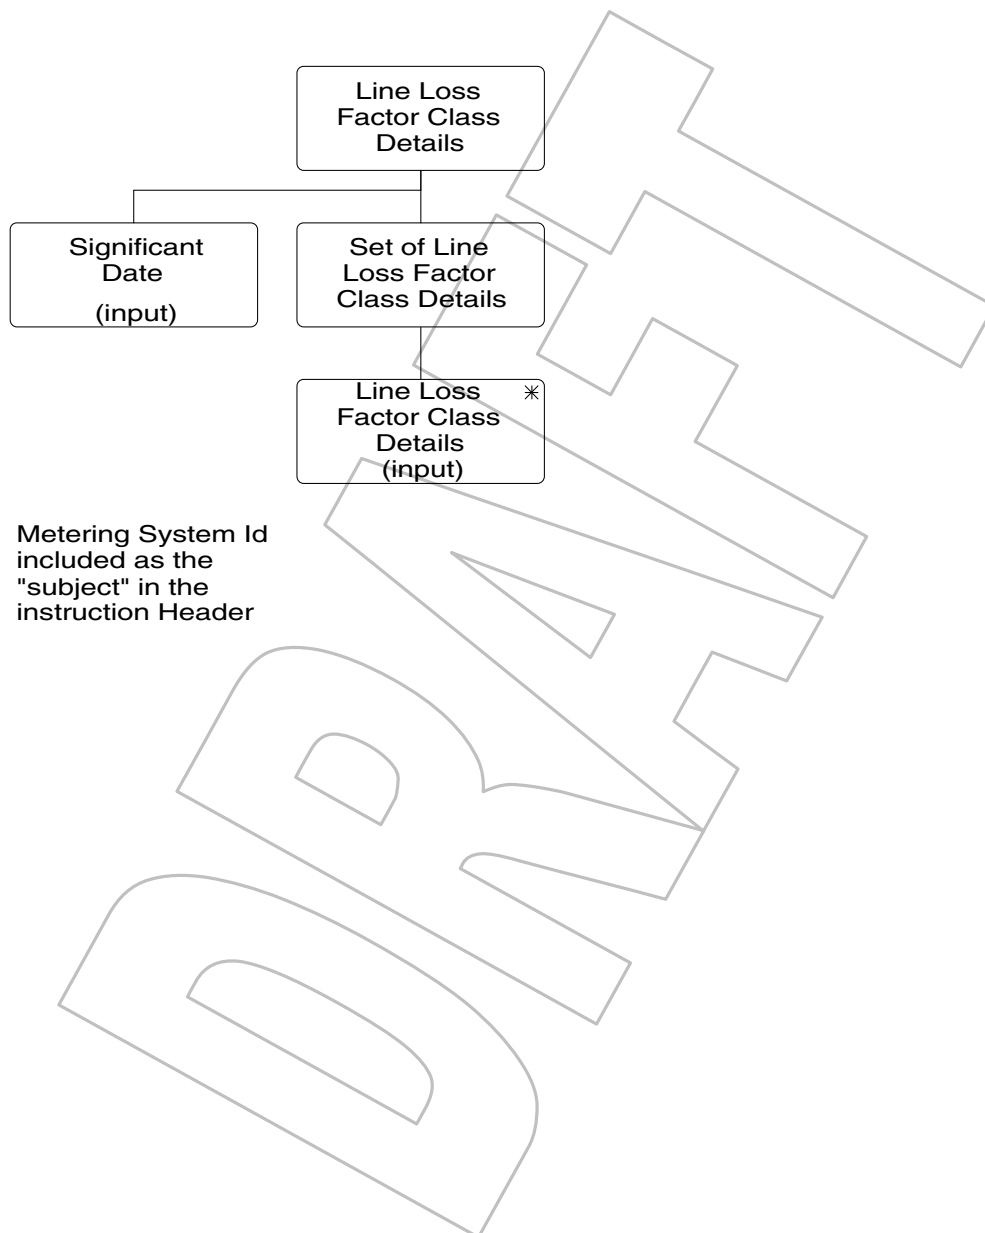 Line Loss
Factor Class
Details
Significant
Date
(input)
Set of Line
Loss Factor
Class Details
Line Loss
Factor Class
Details
(input)
Metering System Id
included as the
"subject" in the
instruction Header
DRAFT